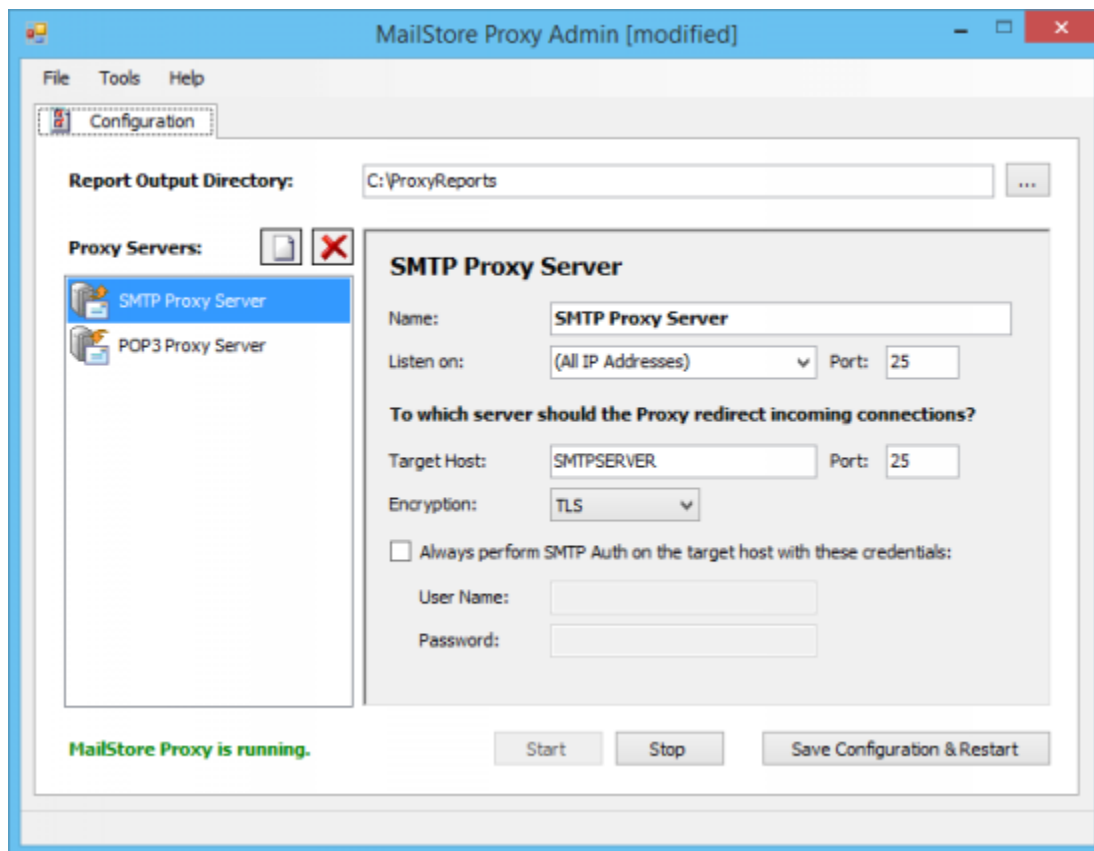 MailStore Proxy Admin [modified]
File Tools Help
Configuration
Report Output Directory: C:\ProxyReports ...
Proxy Servers:
SMTP Proxy Server
POP3 Proxy Server
SMTP Proxy Server
Name: SMTP Proxy Server
Listen on: (All IP Addresses) Port: 25
To which server should the Proxy redirect incoming connections?
Target Host: SMTPSERVER Port: 25
Encryption: TLS
Always perform SMTP Auth on the target host with these credentials:
User Name:
Password:
MailStore Proxy is running. Start Stop Save Configuration & Restart